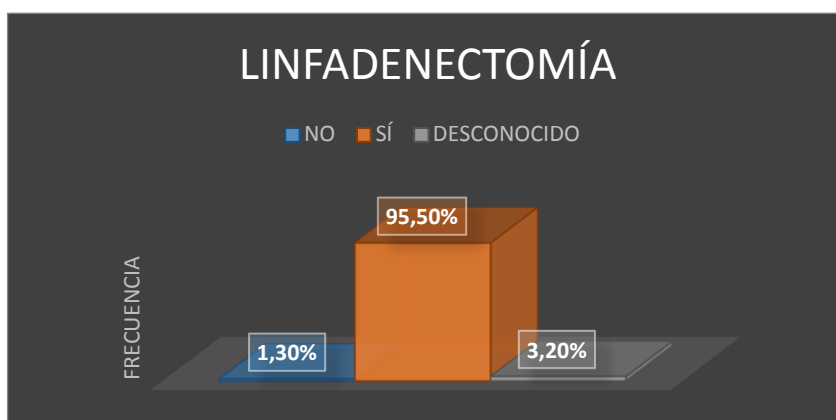 LINFADENECTOMÍA
NO SÍ DESCONOCIDO
FRECUENCIA
1,30%
95,50%
3,20%